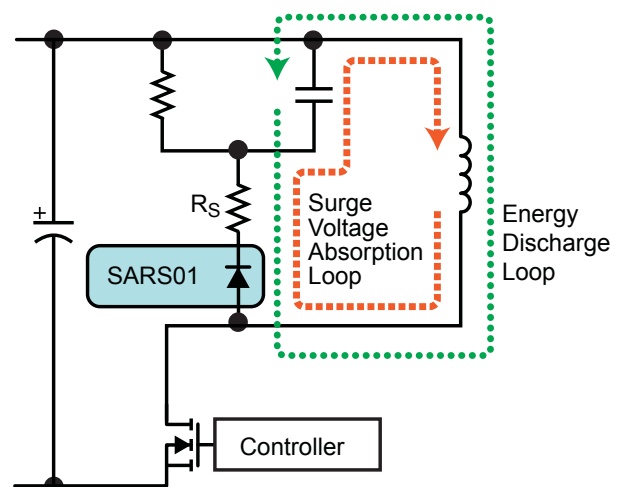 +
RS
SARS01
Surge
Voltage
Absorption
Loop
Energy
Discharge
Loop
Controller